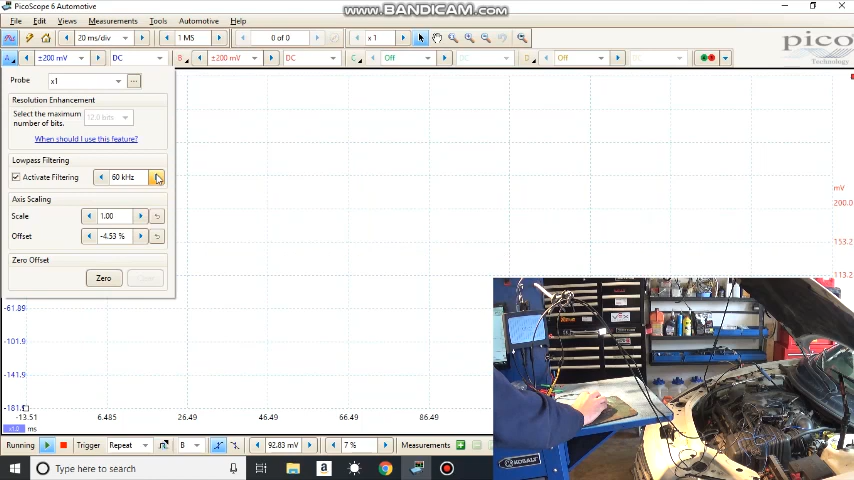 PicoScope 6 Automotive
www.BANDICAM.com
File Edit Views Measurements Tools Automotive Help
20 ms/div 1 MS 0 of 0 x 1
A ±200 mV DC B ±200 mV DC C Off D Off
pico
Technology
Probe x1
Resolution Enhancement
Select the maximum
number of bits.
12.0 bits
When should I use this feature?
Lowpass Filtering
Activate Filtering 60 kHz
Axis Scaling
Scale 1.00
Offset -4.53 %
Zero Offset
Zero
mV
200.0
153.2
113.2
-61.89
-101.9
-141.9
-181.9
-13.51 6.485 26.49 46.49 66.49 86.49
x1.0 ms
VEX
KOBALT
Running Trigger Repeat B 92.83 mV 7 % Measurements
Type here to search